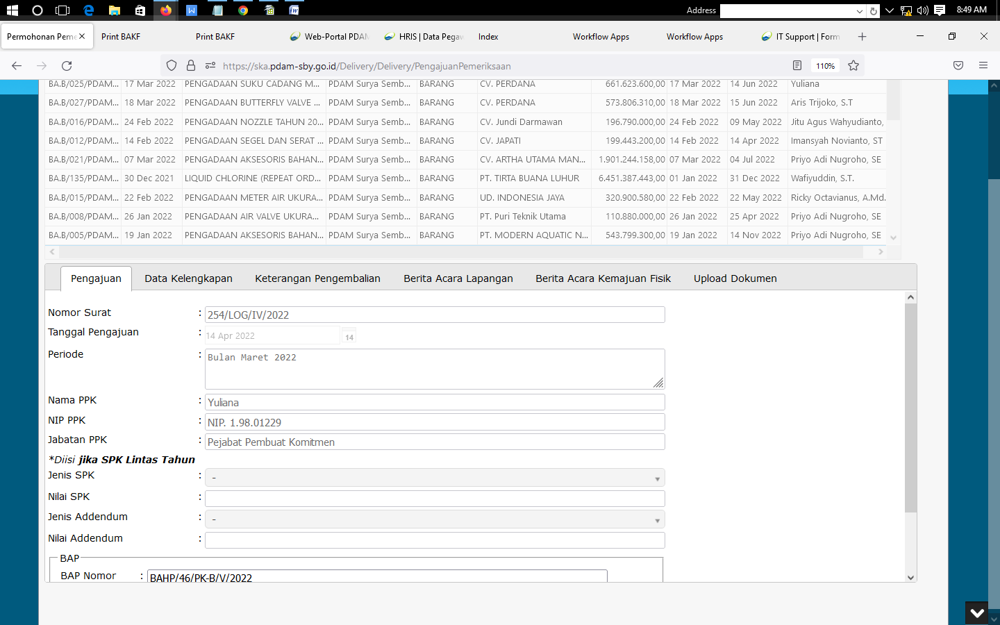 Address
8:49 AM
Permohonan Peme
Print BAKF
Print BAKF
Web-Portal PDAM
HRIS | Data Pegaw
Index
Workflow Apps
Workflow Apps
IT Support | Form
https://ska.pdam-sby.go.id/Delivery/Delivery/PengajuanPemeriksaan
110%
BA.B/025/PDAM... 17 Mar 2022 PENGADAAN SUKU CADANG M... PDAM Surya Semb... BARANG CV. PERDANA 661.623.600,00 17 Mar 2022 14 Jun 2022 Yuliana
BA.B/027/PDAM... 18 Mar 2022 PENGADAAN BUTTERFLY VALVE ... PDAM Surya Semb... BARANG CV. PERDANA 573.806.310,00 18 Mar 2022 15 Jun 2022 Aris Trijoko, S.T
BA.B/016/PDAM... 24 Feb 2022 PENGADAAN NOZZLE TAHUN 20... PDAM Surya Semb... BARANG CV. Jundi Darmawan 196.790.000,00 24 Feb 2022 09 May 2022 Jitu Agus Wahyudianto,
BA.B/012/PDAM... 14 Feb 2022 PENGADAAN SEGEL DAN SERAT ... PDAM Surya Semb... BARANG CV. JAPATI 199.443.200,00 14 Feb 2022 14 Apr 2022 Imansyah Novianto, ST
BA.B/021/PDAM... 07 Mar 2022 PENGADAAN AKSESORIS BAHAN... PDAM Surya Semb... BARANG CV. ARTHA UTAMA MAN... 1.901.244.158,00 07 Mar 2022 04 Jul 2022 Priyo Adi Nugroho, SE
BA.B/135/PDAM... 30 Dec 2021 LIQUID CHLORINE (REPEAT ORD... PDAM Surya Semb... BARANG PT. TIRTA BUANA LUHUR 6.451.387.443,00 01 Jan 2022 31 Dec 2022 Wafiyuddin, S.T.
BA.B/015/PDAM... 22 Feb 2022 PENGADAAN METER AIR UKURA... PDAM Surya Semb... BARANG UD. INDONESIA JAYA 320.900.580,00 22 Feb 2022 22 May 2022 Ricky Octavianus, A.Md.
BA.B/008/PDAM... 26 Jan 2022 PENGADAAN AIR VALVE UKURA... PDAM Surya Semb... BARANG PT. Puri Teknik Utama 110.880.000,00 26 Jan 2022 25 Apr 2022 Priyo Adi Nugroho, SE
BA.B/005/PDAM... 19 Jan 2022 PENGADAAN AKSESORIS BAHAN... PDAM Surya Semb... BARANG PT. MODERN AQUATIC N... 543.799.300,00 19 Jan 2022 14 Nov 2022 Priyo Adi Nugroho, SE
Pengajuan Data Kelengkapan Keterangan Pengembalian Berita Acara Lapangan Berita Acara Kemajuan Fisik Upload Dokumen
Nomor Surat : 254/LOG/IV/2022
Tanggal Pengajuan : 14 Apr 2022 14
Periode : Bulan Maret 2022
Nama PPK : Yuliana
NIP PPK : NIP. 1.98.01229
Jabatan PPK : Pejabat Pembuat Komitmen
*Diisi jika SPK Lintas Tahun
Jenis SPK : -
Nilai SPK :
Jenis Addendum : -
Nilai Addendum :
BAP
BAP Nomor : BAHP/46/PK-B/V/2022